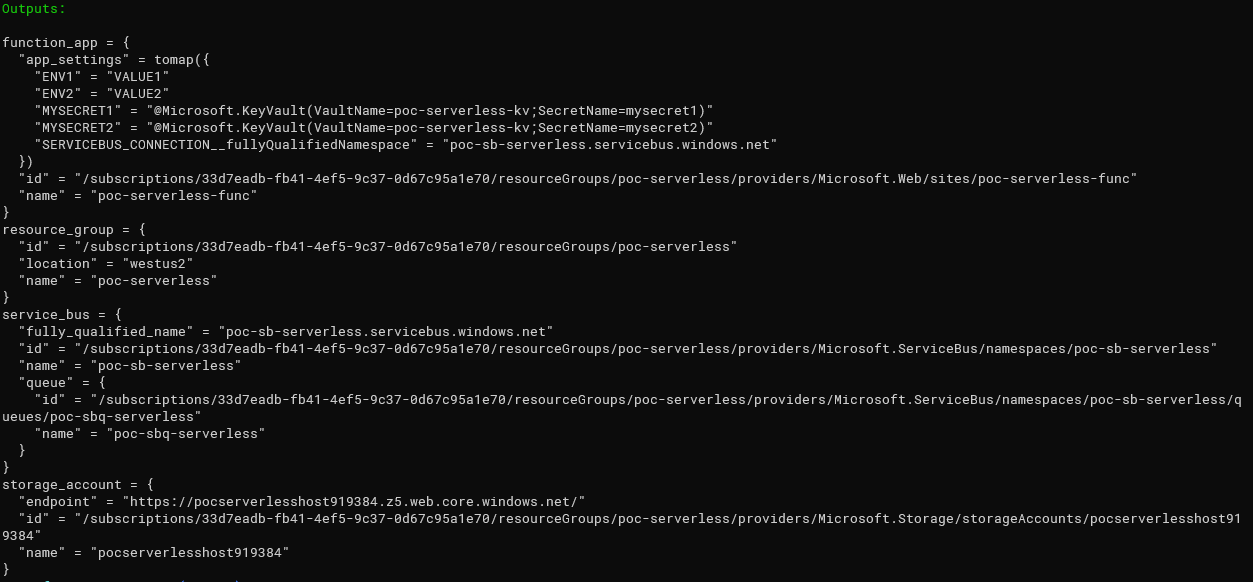 Outputs:
function_app = {
  "app_settings" = tomap({
    "ENV1" = "VALUE1"
    "ENV2" = "VALUE2"
    "MYSECRET1" = "@Microsoft.KeyVault(VaultName=poc-serverless-kv;SecretName=mysecret1)"
    "MYSECRET2" = "@Microsoft.KeyVault(VaultName=poc-serverless-kv;SecretName=mysecret2)"
    "SERVICEBUS_CONNECTION__fullyQualifiedNamespace" = "poc-sb-serverless.servicebus.windows.net"
  })
  "id" = "/subscriptions/33d7eadb-fb41-4ef5-9c37-0d67c95a1e70/resourceGroups/poc-serverless/providers/Microsoft.Web/sites/poc-serverless-func"
  "name" = "poc-serverless-func"
}
resource_group = {
  "id" = "/subscriptions/33d7eadb-fb41-4ef5-9c37-0d67c95a1e70/resourceGroups/poc-serverless"
  "location" = "westus2"
  "name" = "poc-serverless"
}
service_bus = {
  "fully_qualified_name" = "poc-sb-serverless.servicebus.windows.net"
  "id" = "/subscriptions/33d7eadb-fb41-4ef5-9c37-0d67c95a1e70/resourceGroups/poc-serverless/providers/Microsoft.ServiceBus/namespaces/poc-sb-serverless"
  "name" = "poc-sb-serverless"
  "queue" = {
    "id" = "/subscriptions/33d7eadb-fb41-4ef5-9c37-0d67c95a1e70/resourceGroups/poc-serverless/providers/Microsoft.ServiceBus/namespaces/poc-sb-serverless/q
ueues/poc-sbq-serverless"
    "name" = "poc-sbq-serverless"
  }
}
storage_account = {
  "endpoint" = "https://pocserverlesshost919384.z5.web.core.windows.net/"
  "id" = "/subscriptions/33d7eadb-fb41-4ef5-9c37-0d67c95a1e70/resourceGroups/poc-serverless/providers/Microsoft.Storage/storageAccounts/pocserverlesshost91
9384"
  "name" = "pocserverlesshost919384"
}